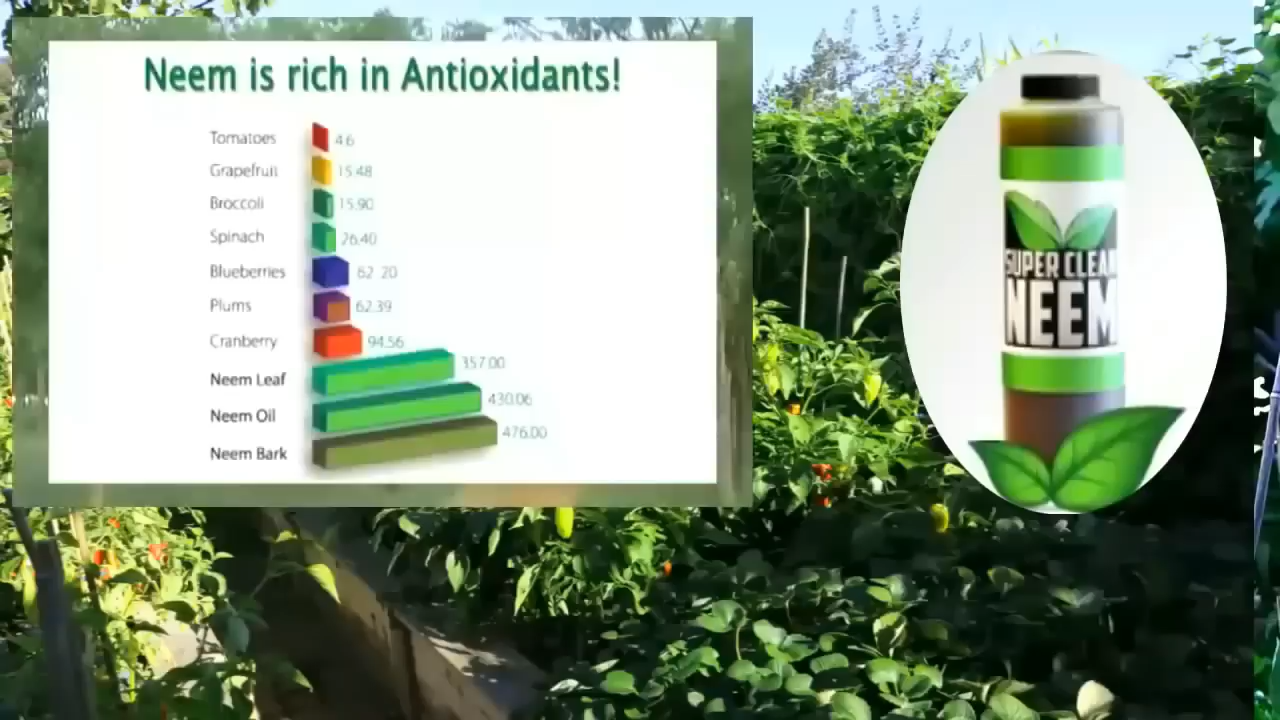 Neem is rich in Antioxidants!
Tomatoes 4.6
Grapefruit 15.48
Broccoli 15.90
Spinach 26.40
Blueberries 62.20
Plums 62.39
Cranberry 94.56
Neem Leaf 357.00
Neem Oil 430.06
Neem Bark 476.00
SUPER CLEAN
NEEM